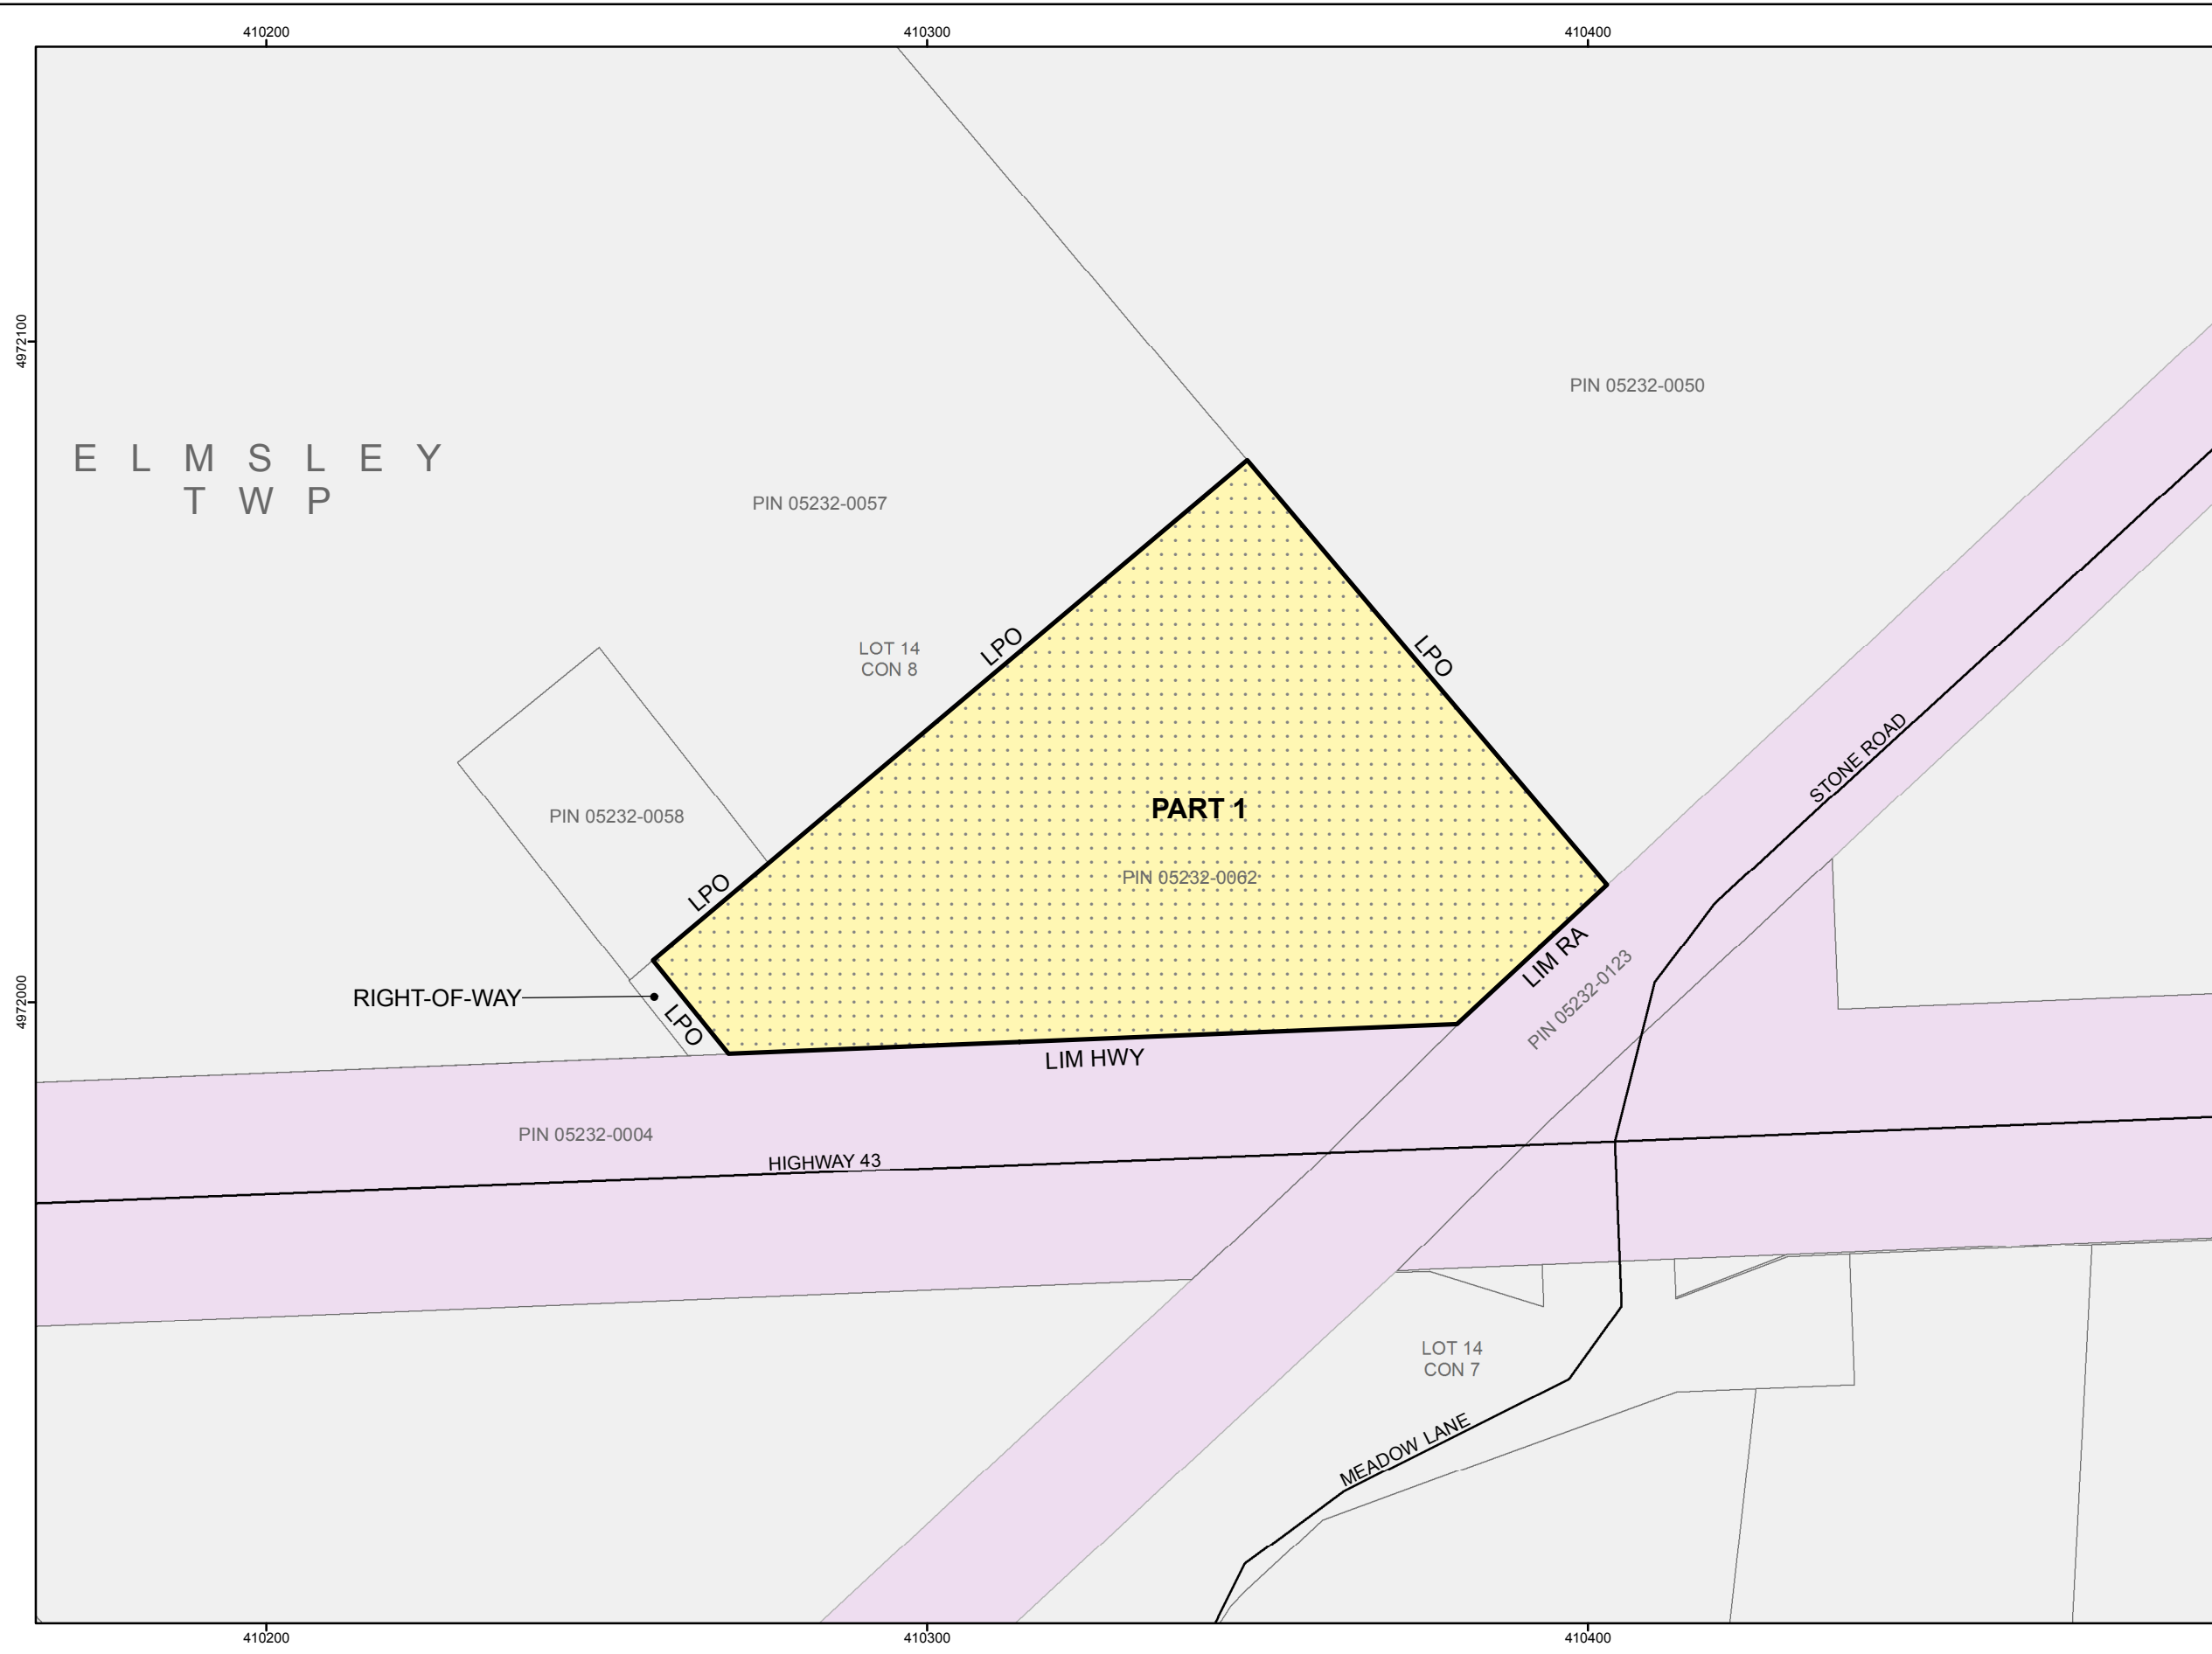 410200
410300
410400
4972100
PIN 05232-0050
E L M S L E Y
T W P
PIN 05232-0057
LPO
LPO
LOT 14
CON 8
STONE ROAD
PART 1
PIN 05232-0058
PIN 05232-0062
LPO
LIM RA
PIN 05232-0123
4972000
RIGHT-OF-WAY
LPO
LIM HWY
PIN 05232-0004
HIGHWAY 43
LOT 14
CON 7
MEADOW LANE
410200
410300
410400